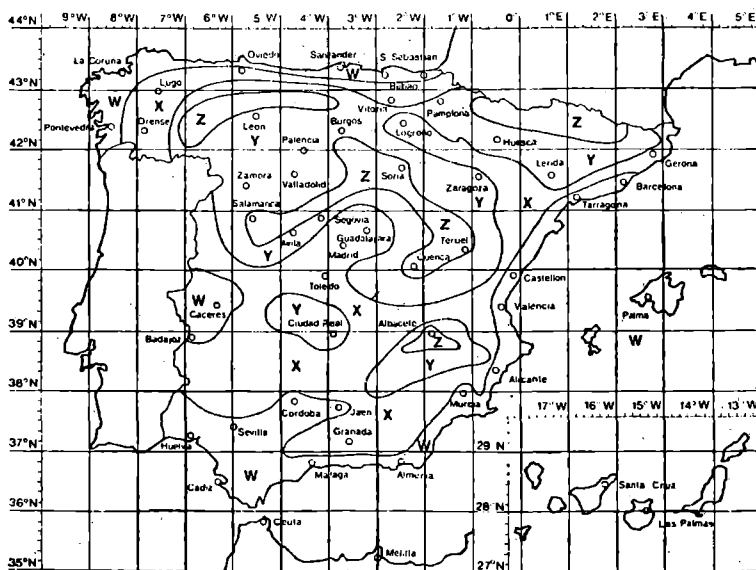 44°N
9°W 8°W 7°W 6°W 5°W 4°W 3°W 2°W 1°W 0° 1°E 2°E 3°E 4°E
La Coruna Oviedo Santander S. Sebastian
W
43°N
Lugo Bilbao
W X Vitoria Pamplona
Pontevedra Orense Z Leon Burgos Logroño Z Huesca
Y Palencia
42°N
Zamora Valladolid Z Soria Zaragoza Lerida Y Gerona
Salamanca Y X Barcelona
41°N
Tarragona
Segovia Z
Avila Guadalajara Teruel
Y Madrid Cuenca
40°N
Toledo Castellon
W Y X Valencia Palma
Caceres Ciudad Real Albacete W
39°N
Badajoz Z
X Y
Alicante
38°N
Cordoba Jaen X Murcia 17°W 16°W 15°W 14°W 13°W
Sevilla Granada
37°N
Huelva W 29°N
W
Cadiz Malaga Almeria Santa Cruz
36°N 28°N
Ceuta Las Palmas
Melilla
35°N 27°N